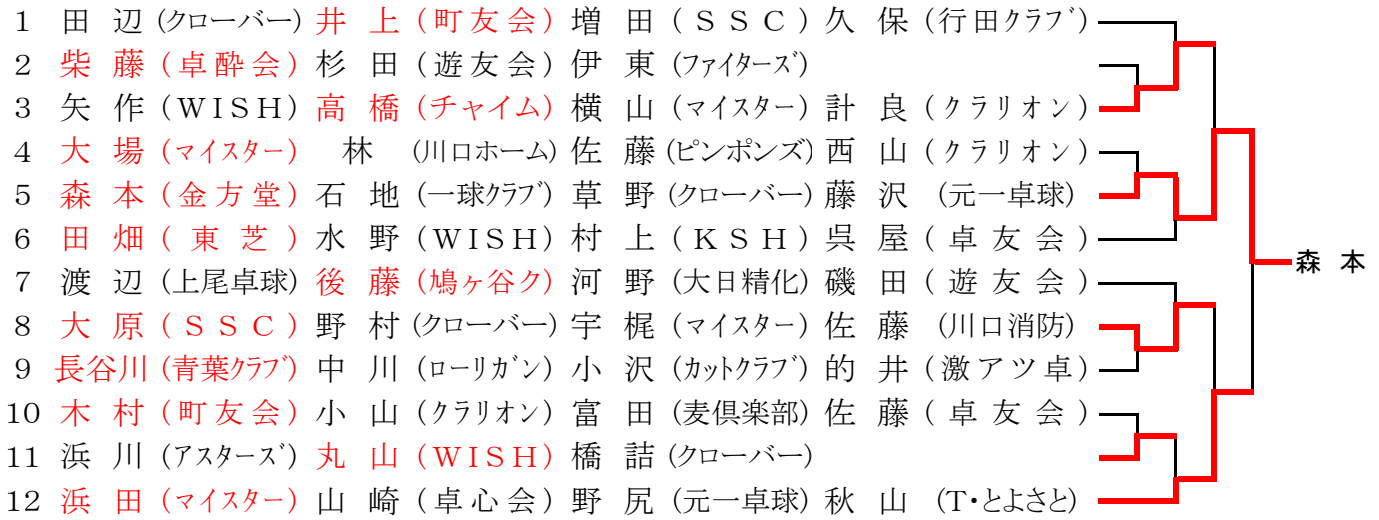 1 田辺 (クローバー) 井上 (町友会) 増田 (SSC) 久保 (行田クラブ)
2 柴藤 (卓酔会) 杉田 (遊友会) 伊東 (ファイターズ)
3 矢作 (WISH) 高橋 (チャイム) 横山 (マイスター) 計良 (クラリオン)
4 大場 (マイスター) 林 (川口ホーム) 佐藤 (ピンポンズ) 西山 (クラリオン)
5 森本 (金方堂) 石地 (一球クラブ) 草野 (クローバー) 藤沢 (元一卓球)
6 田畑 (東芝) 水野 (WISH) 村上 (KSH) 呉屋 (卓友会)
森本
7 渡辺 (上尾卓球) 後藤 (鳩ヶ谷ク) 河野 (大日精化) 磯田 (遊友会)
8 大原 (SSC) 野村 (クローバー) 宇梶 (マイスター) 佐藤 (川口消防)
9 長谷川 (青葉クラブ) 中川 (ローリガン) 小沢 (カットクラブ) 的井 (激アツ卓)
10 木村 (町友会) 小山 (クラリオン) 富田 (麦倶楽部) 佐藤 (卓友会)
11 浜川 (アスターズ) 丸山 (WISH) 橋詰 (クローバー)
12 浜田 (マイスター) 山崎 (卓心会) 野尻 (元一卓球) 秋山 (T・とよさと)